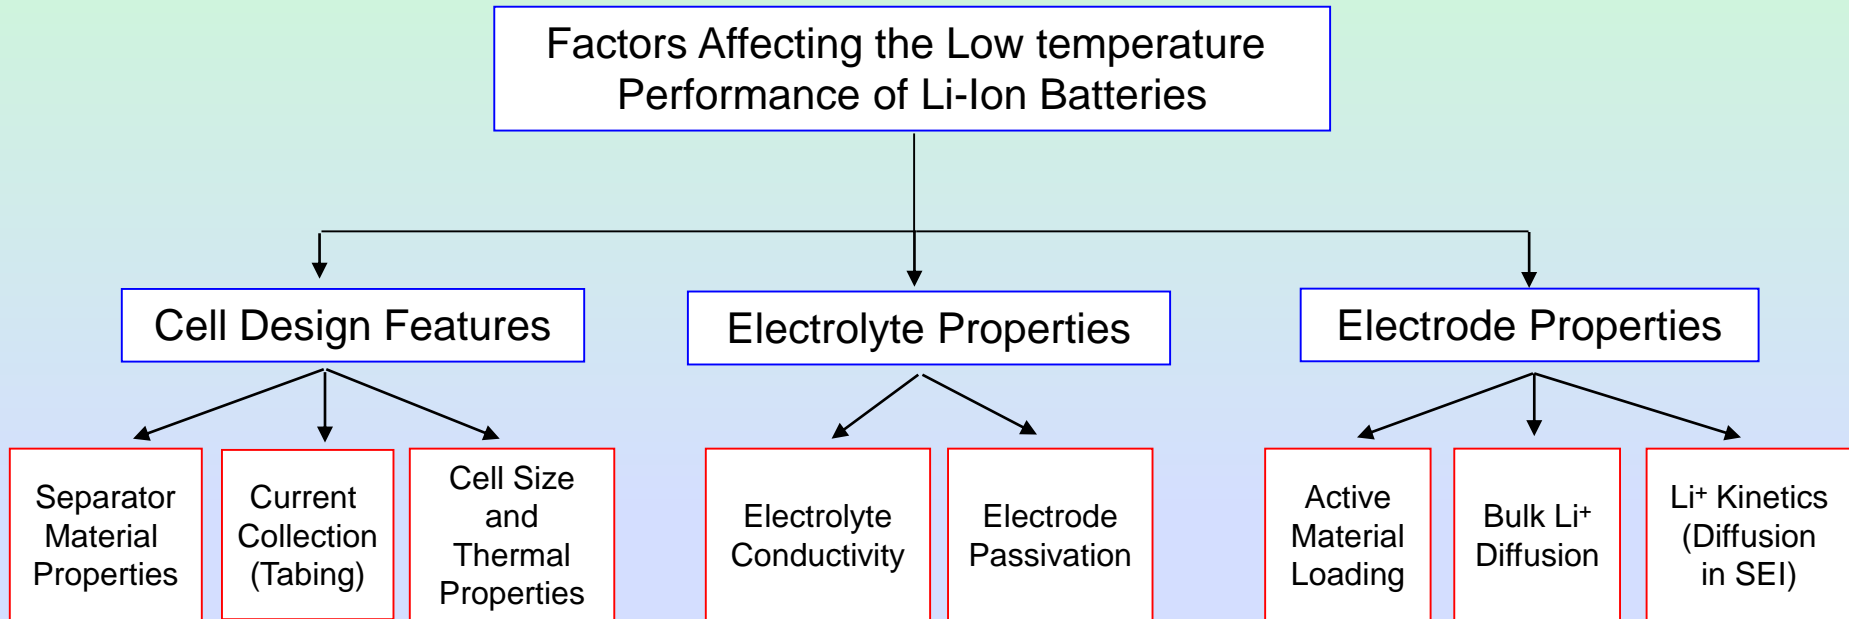 Factors Affecting the Low temperature
Performance of Li-Ion Batteries
Cell Design Features
Electrolyte Properties
Electrode Properties
Separator
Material
Properties
Current
Collection
(Tabing)
Cell Size
and
Thermal
Properties
Electrolyte
Conductivity
Electrode
Passivation
Active
Material
Loading
Bulk Li⁺
Diffusion
Li⁺ Kinetics
(Diffusion
in SEI)